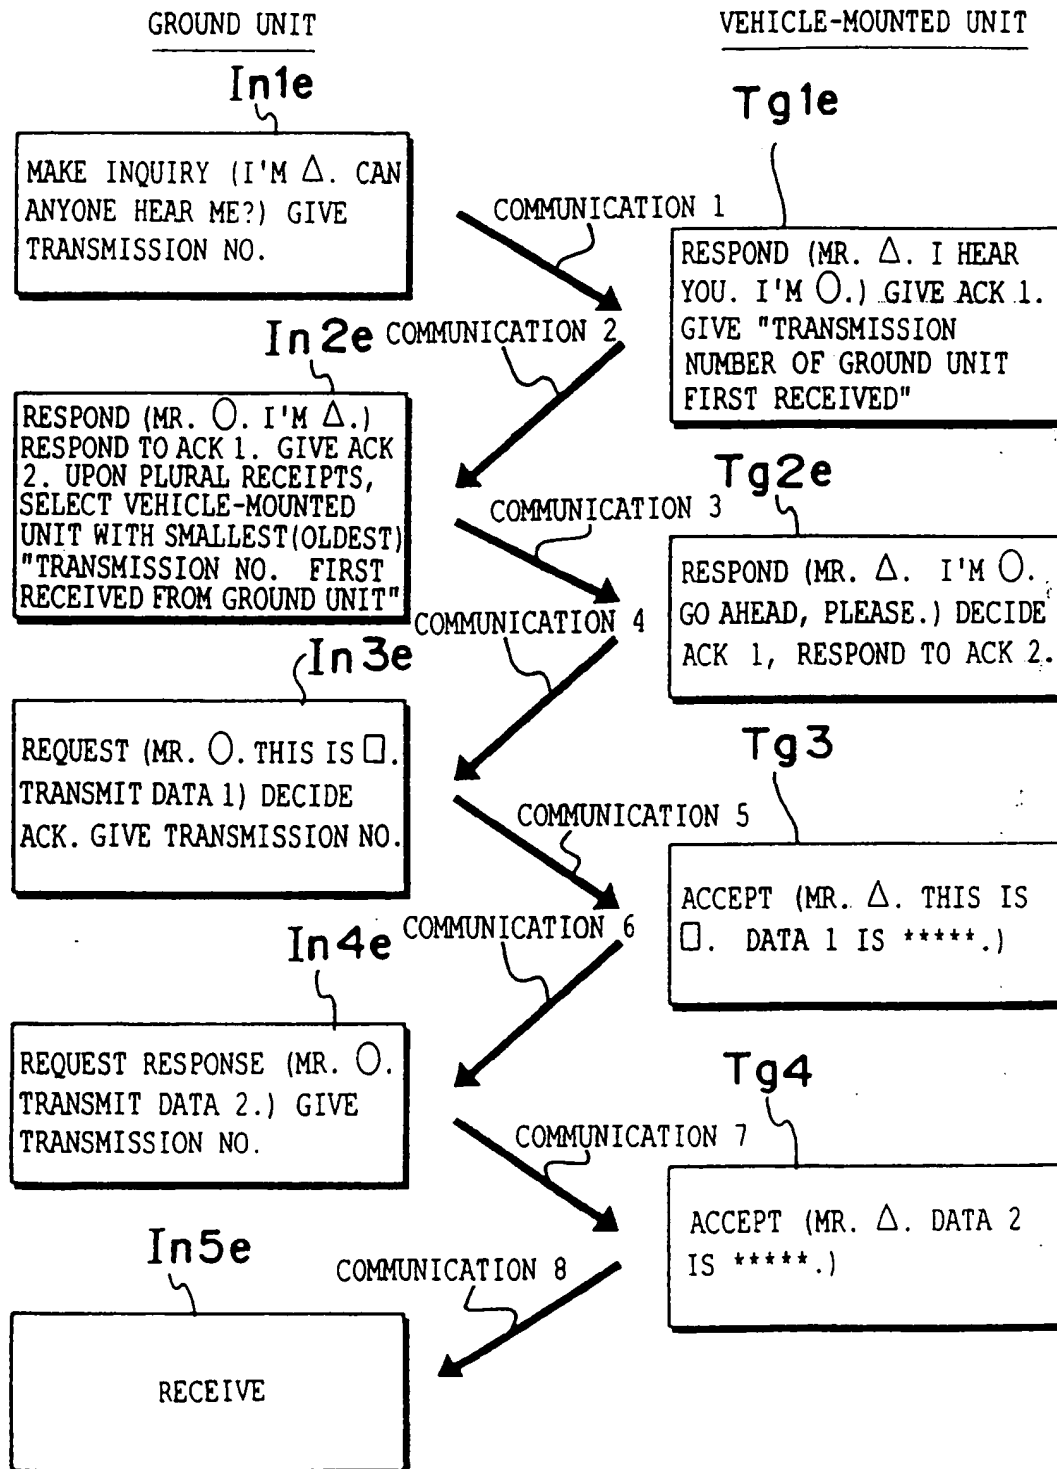 GROUND UNIT
VEHICLE-MOUNTED UNIT
In1e
MAKE INQUIRY (I'M △. CAN
ANYONE HEAR ME?) GIVE
TRANSMISSION NO.
COMMUNICATION 1
Tg1e
RESPOND (MR. △. I HEAR
YOU. I'M ○.) GIVE ACK 1.
GIVE "TRANSMISSION
NUMBER OF GROUND UNIT
FIRST RECEIVED"
COMMUNICATION 2
In2e
RESPOND (MR. ○. I'M △.)
RESPOND TO ACK 1. GIVE ACK
2. UPON PLURAL RECEIPTS,
SELECT VEHICLE-MOUNTED
UNIT WITH SMALLEST(OLDEST)
"TRANSMISSION NO. FIRST
RECEIVED FROM GROUND UNIT"
COMMUNICATION 3
Tg2e
RESPOND (MR. △. I'M ○.
GO AHEAD, PLEASE.) DECIDE
ACK 1, RESPOND TO ACK 2.
COMMUNICATION 4
In3e
REQUEST (MR. ○. THIS IS □.
TRANSMIT DATA 1) DECIDE
ACK. GIVE TRANSMISSION NO.
COMMUNICATION 5
Tg3
ACCEPT (MR. △. THIS IS
□. DATA 1 IS *****.)
COMMUNICATION 6
In4e
REQUEST RESPONSE (MR. ○.
TRANSMIT DATA 2.) GIVE
TRANSMISSION NO.
COMMUNICATION 7
Tg4
ACCEPT (MR. △. DATA 2
IS *****.)
COMMUNICATION 8
In5e
RECEIVE